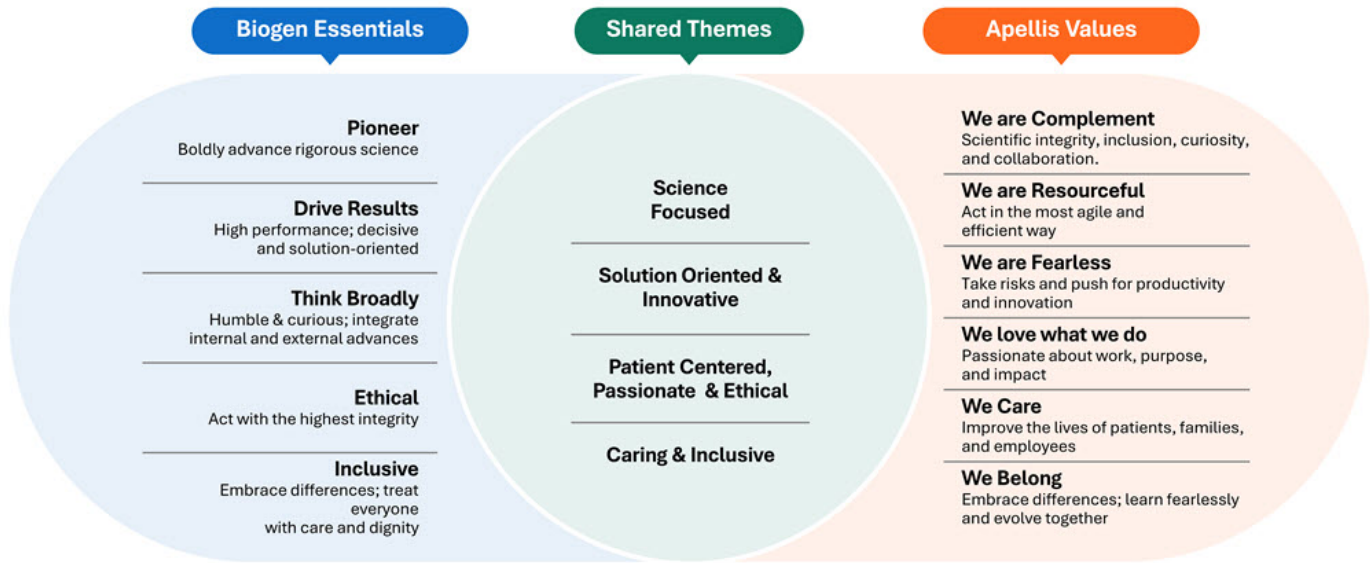 Biogen Essentials
Pioneer
Boldly advance rigorous science
Drive Results
High performance; decisive
and solution-oriented
Think Broadly
Humble & curious; integrate
internal and external advances
Ethical
Act with the highest integrity
Inclusive
Embrace differences; treat
everyone
with care and dignity
Shared Themes
Science
Focused
Solution Oriented &
Innovative
Patient Centered,
Passionate & Ethical
Caring & Inclusive
Apellis Values
We are Complement
Scientific integrity, inclusion, curiosity,
and collaboration.
We are Resourceful
Act in the most agile and
efficient way
We are Fearless
Take risks and push for productivity
and innovation
We love what we do
Passionate about work, purpose,
and impact
We Care
Improve the lives of patients, families,
and employees
We Belong
Embrace differences; learn fearlessly
and evolve together